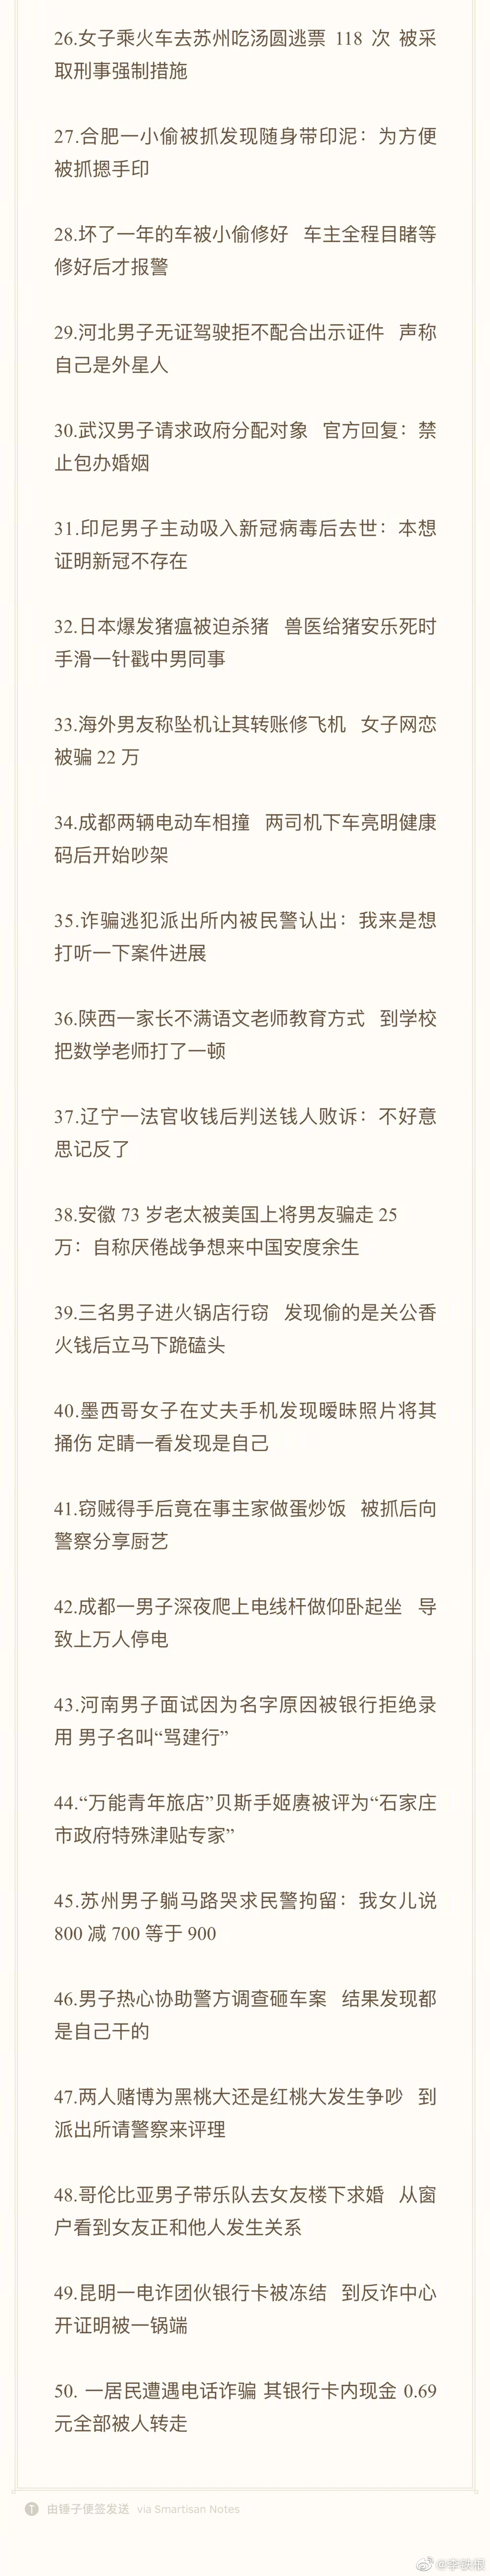 26.女子乘火车去苏州吃汤圆逃票 118 次 被采
取刑事强制措施
27.合肥一小偷被抓发现随身带印泥：为方便
被抓摁手印
28.坏了一年的车被小偷修好 车主全程目睹等
修好后才报警
29.河北男子无证驾驶拒不配合出示证件 声称
自己是外星人
30.武汉男子请求政府分配对象 官方回复：禁
止包办婚姻
31.印尼男子主动吸入新冠病毒后去世：本想
证明新冠不存在
32.日本爆发猪瘟被迫杀猪 兽医给猪安乐死时
手滑一针戳中男同事
33.海外男友称坠机让其转账修飞机 女子网恋
被骗 22 万
34.成都两辆电动车相撞 两司机下车亮明健康
码后开始吵架
35.诈骗逃犯派出所内被民警认出：我来是想
打听一下案件进展
36.陕西一家长不满语文老师教育方式 到学校
把数学老师打了一顿
37.辽宁一法官收钱后判送钱人败诉：不好意
思记反了
38.安徽 73 岁老太被美国上将男友骗走 25
万：自称厌倦战争想来中国安度余生
39.三名男子进火锅店行窃 发现偷的是关公香
火钱后立马下跪磕头
40.墨西哥女子在丈夫手机发现暧昧照片将其
捅伤 定睛一看发现是自己
41.窃贼得手后竟在事主家做蛋炒饭 被抓后向
警察分享厨艺
42.成都一男子深夜爬上电线杆做仰卧起坐 导
致上万人停电
43.河南男子面试因为名字原因被银行拒绝录
用 男子名叫“骂建行”
44.“万能青年旅店”贝斯手姬赓被评为“石家庄
市政府特殊津贴专家”
45.苏州男子躺马路哭求民警拘留：我女儿说
800 减 700 等于 900
46.男子热心协助警方调查砸车案 结果发现都
是自己干的
47.两人赌博为黑桃大还是红桃大发生争吵 到
派出所请警察来评理
48.哥伦比亚男子带乐队去女友楼下求婚 从窗
户看到女友正和他人发生关系
49.昆明一电诈团伙银行卡被冻结 到反诈中心
开证明被一锅端
50. 一居民遭遇电话诈骗 其银行卡内现金 0.69
元全部被人转走
T 由锤子便签发送 via Smartisan Notes
@李铁根